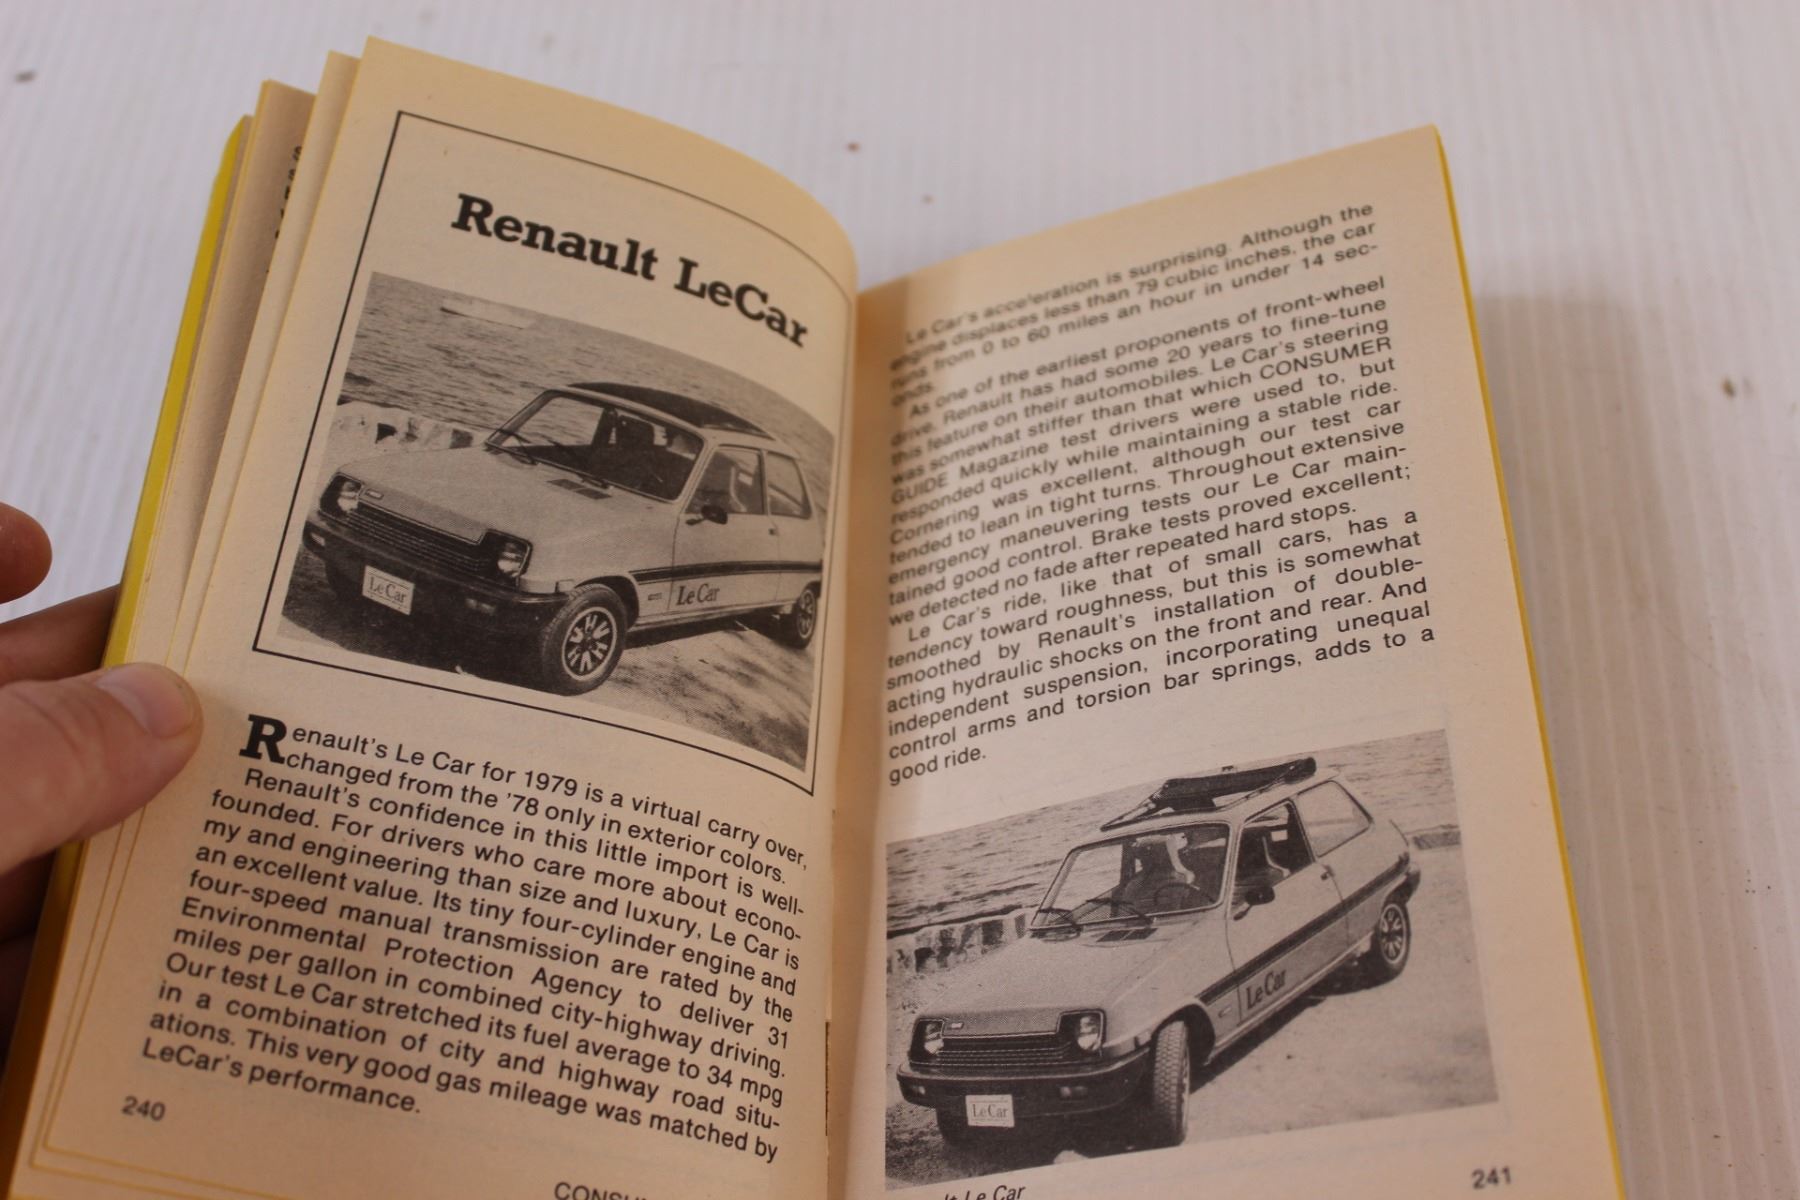 Renault LeCar
Le Car
Le Car
Renault's Le Car for 1979 is a virtual carry over,
changed from the '78 only in exterior colors.
Renault's confidence in this little import is well-
founded. For drivers who care more about econo-
my and engineering than size and luxury, Le Car is
an excellent value. Its tiny four-cylinder engine and
four-speed manual transmission are rated by the
Environmental Protection Agency to deliver 31
miles per gallon in combined city-highway driving.
Our test Le Car stretched its fuel average to 34 mpg
in a combination of city and highway road situ-
ations. This very good gas mileage was matched by
LeCar's performance.
240
Le Car's acceleration is surprising. Although the
engine displaces less than 79 cubic inches, the car
runs from 0 to 60 miles an hour in under 14 sec-
onds.
As one of the earliest proponents of front-wheel
drive, Renault has had some 20 years to fine-tune
this feature on their automobiles. Le Car's steering
was somewhat stiffer than that which CONSUMER
GUIDE Magazine test drivers were used to, but
responded quickly while maintaining a stable ride.
Cornering was excellent, although our test car
tended to lean in tight turns. Throughout extensive
emergency maneuvering tests our Le Car main-
tained good control. Brake tests proved excellent;
we detected no fade after repeated hard stops.
Le Car's ride, like that of small cars, has a
tendency toward roughness, but this is somewhat
smoothed by Renault's installation of double-
acting hydraulic shocks on the front and rear. And
independent suspension, incorporating unequal
control arms and torsion bar springs, adds to a
good ride.
Le Car
Le Car
Le Car
241